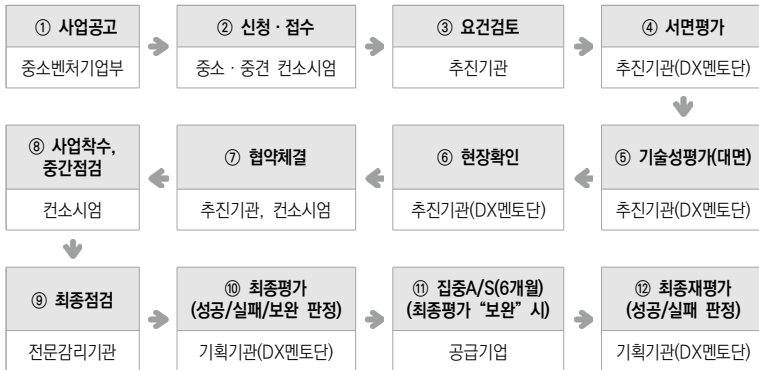 ① 사업공고
중소벤처기업부
② 신청 · 접수
중소 · 중견 컨소시엄
③ 요건검토
추진기관
④ 서면평가
추진기관(DX멘토단)
⑤ 기술성평가(대면)
추진기관(DX멘토단)
⑥ 현장확인
추진기관(DX멘토단)
⑦ 협약체결
추진기관, 컨소시엄
⑧ 사업착수,
중간점검
컨소시엄
⑨ 최종점검
전문감리기관
⑩ 최종평가
(성공/실패/보완 판정)
기획기관(DX멘토단)
⑪ 집중A/S(6개월)
(최종평가 “보완” 시)
공급기업
⑫ 최종재평가
(성공/실패 판정)
기획기관(DX멘토단)